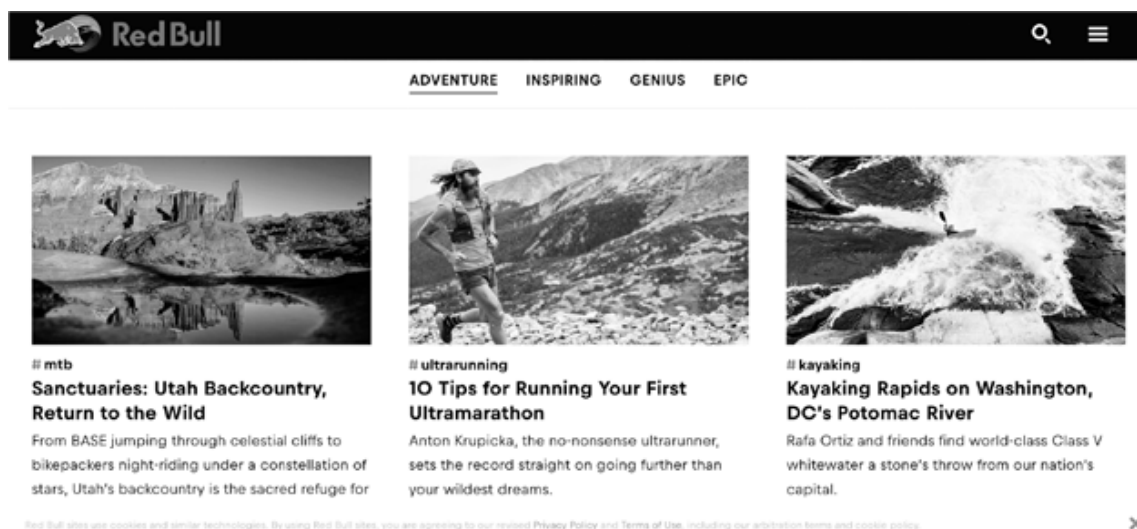 Red Bull
ADVENTURE INSPIRING GENIUS EPIC
# mtb
Sanctuaries: Utah Backcountry,
Return to the Wild
From BASE jumping through celestial cliffs to
bikepackers night-riding under a constellation of
stars, Utah's backcountry is the sacred refuge for
# ultrarunning
10 Tips for Running Your First
Ultramarathon
Anton Krupicka, the no-nonsense ultrarunner,
sets the record straight on going further than
your wildest dreams.
# kayaking
Kayaking Rapids on Washington,
DC's Potomac River
Rafa Ortiz and friends find world-class Class V
whitewater a stone's throw from our nation's
capital.
Red Bull sites use cookies and similar technologies. By using Red Bull sites, you are agreeing to our revised Privacy Policy and Terms of Use, including our arbitration terms and cookie policy.